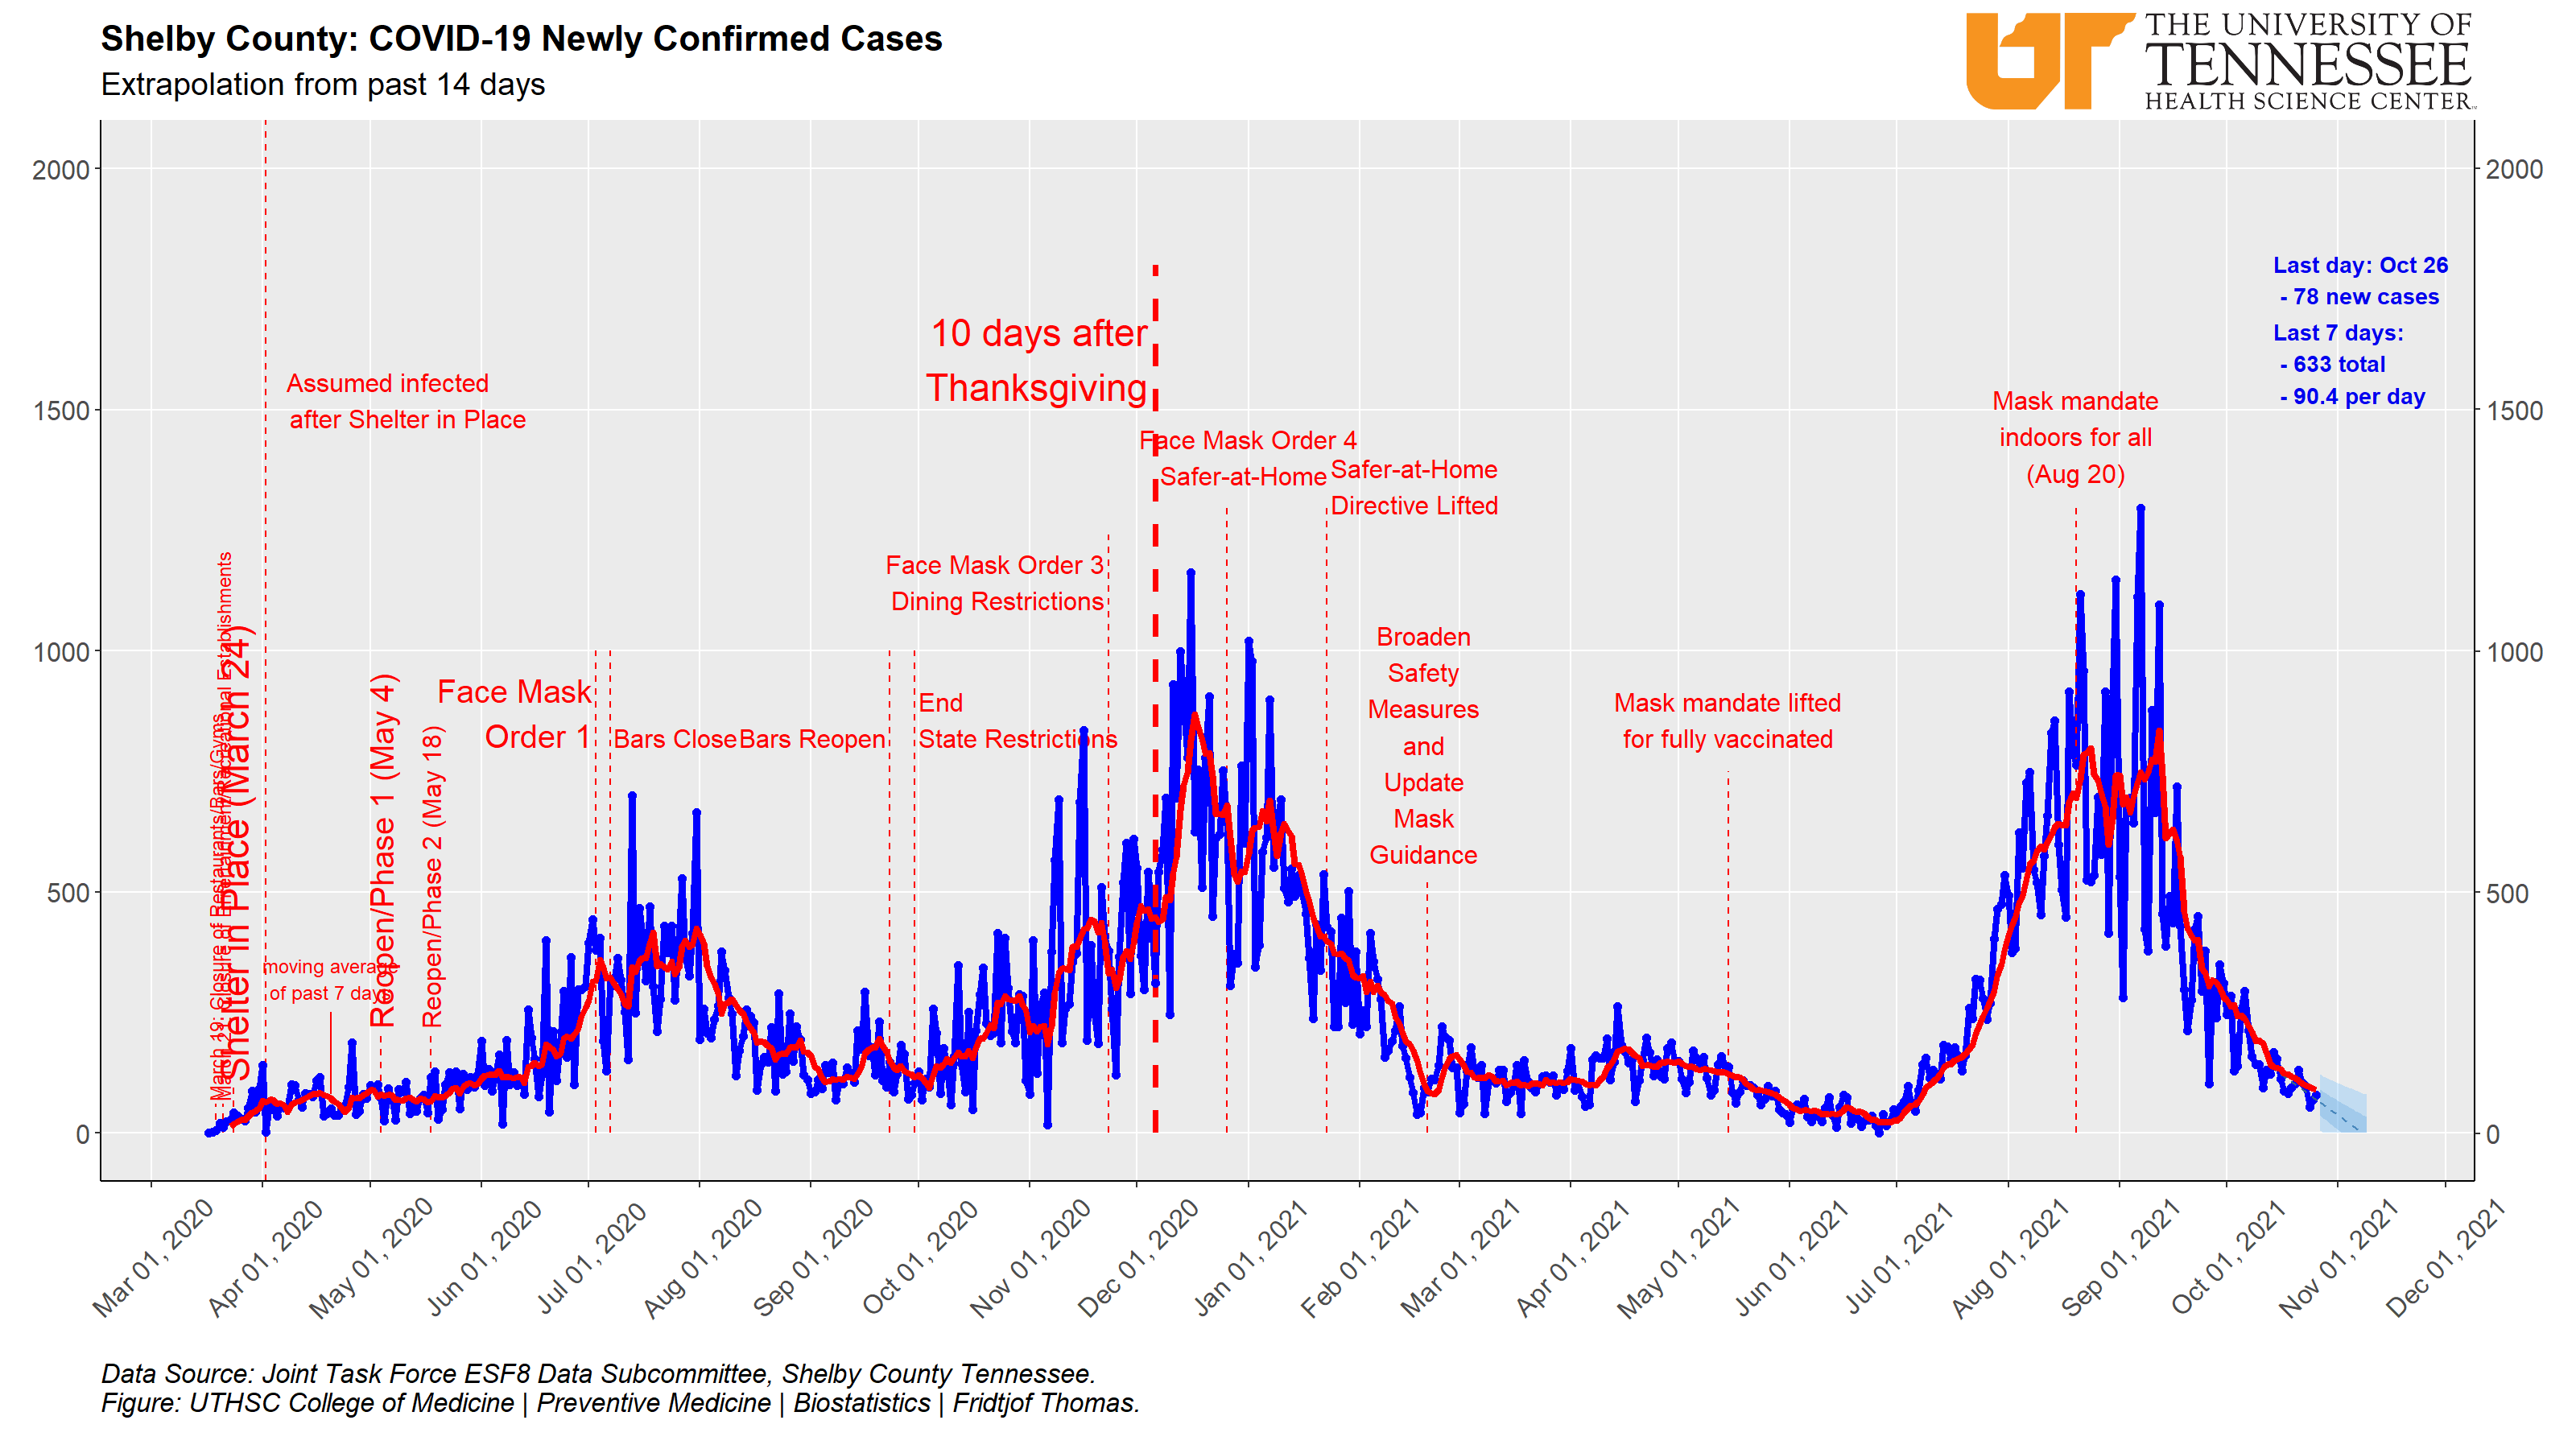 Shelby County: COVID-19 Newly Confirmed Cases
Extrapolation from past 14 days
THE UNIVERSITY OF
TENNESSEE
HEALTH SCIENCE CENTER
2000
1500
1000
500
0
2000
1500
1000
500
0
Last day: Oct 26
- 78 new cases
Last 7 days:
- 633 total
- 90.4 per day
Assumed infected
after Shelter in Place
10 days after
Thanksgiving
Face Mask Order 4
Safer-at-Home
Safer-at-Home
Directive Lifted
Mask mandate
indoors for all
(Aug 20)
Face Mask Order 3
Dining Restrictions
Shelter in Place (March 24)
March 19: Closure of Restaurants/Bars/Gyms
Reopen/Phase 1 (May 4)
Reopen/Phase 2 (May 18)
Face Mask
Order 1
Bars Close
Bars Reopen
End
State Restrictions
Broaden
Safety
Measures
and
Update
Mask
Guidance
Mask mandate lifted
for fully vaccinated
moving average
of past 7 days
Mar 01, 2020
Apr 01, 2020
May 01, 2020
Jun 01, 2020
Jul 01, 2020
Aug 01, 2020
Sep 01, 2020
Oct 01, 2020
Nov 01, 2020
Dec 01, 2020
Jan 01, 2021
Feb 01, 2021
Mar 01, 2021
Apr 01, 2021
May 01, 2021
Jun 01, 2021
Jul 01, 2021
Aug 01, 2021
Sep 01, 2021
Oct 01, 2021
Nov 01, 2021
Dec 01, 2021
Data Source: Joint Task Force ESF8 Data Subcommittee, Shelby County Tennessee.
Figure: UTHSC College of Medicine | Preventive Medicine | Biostatistics | Fridtjof Thomas.